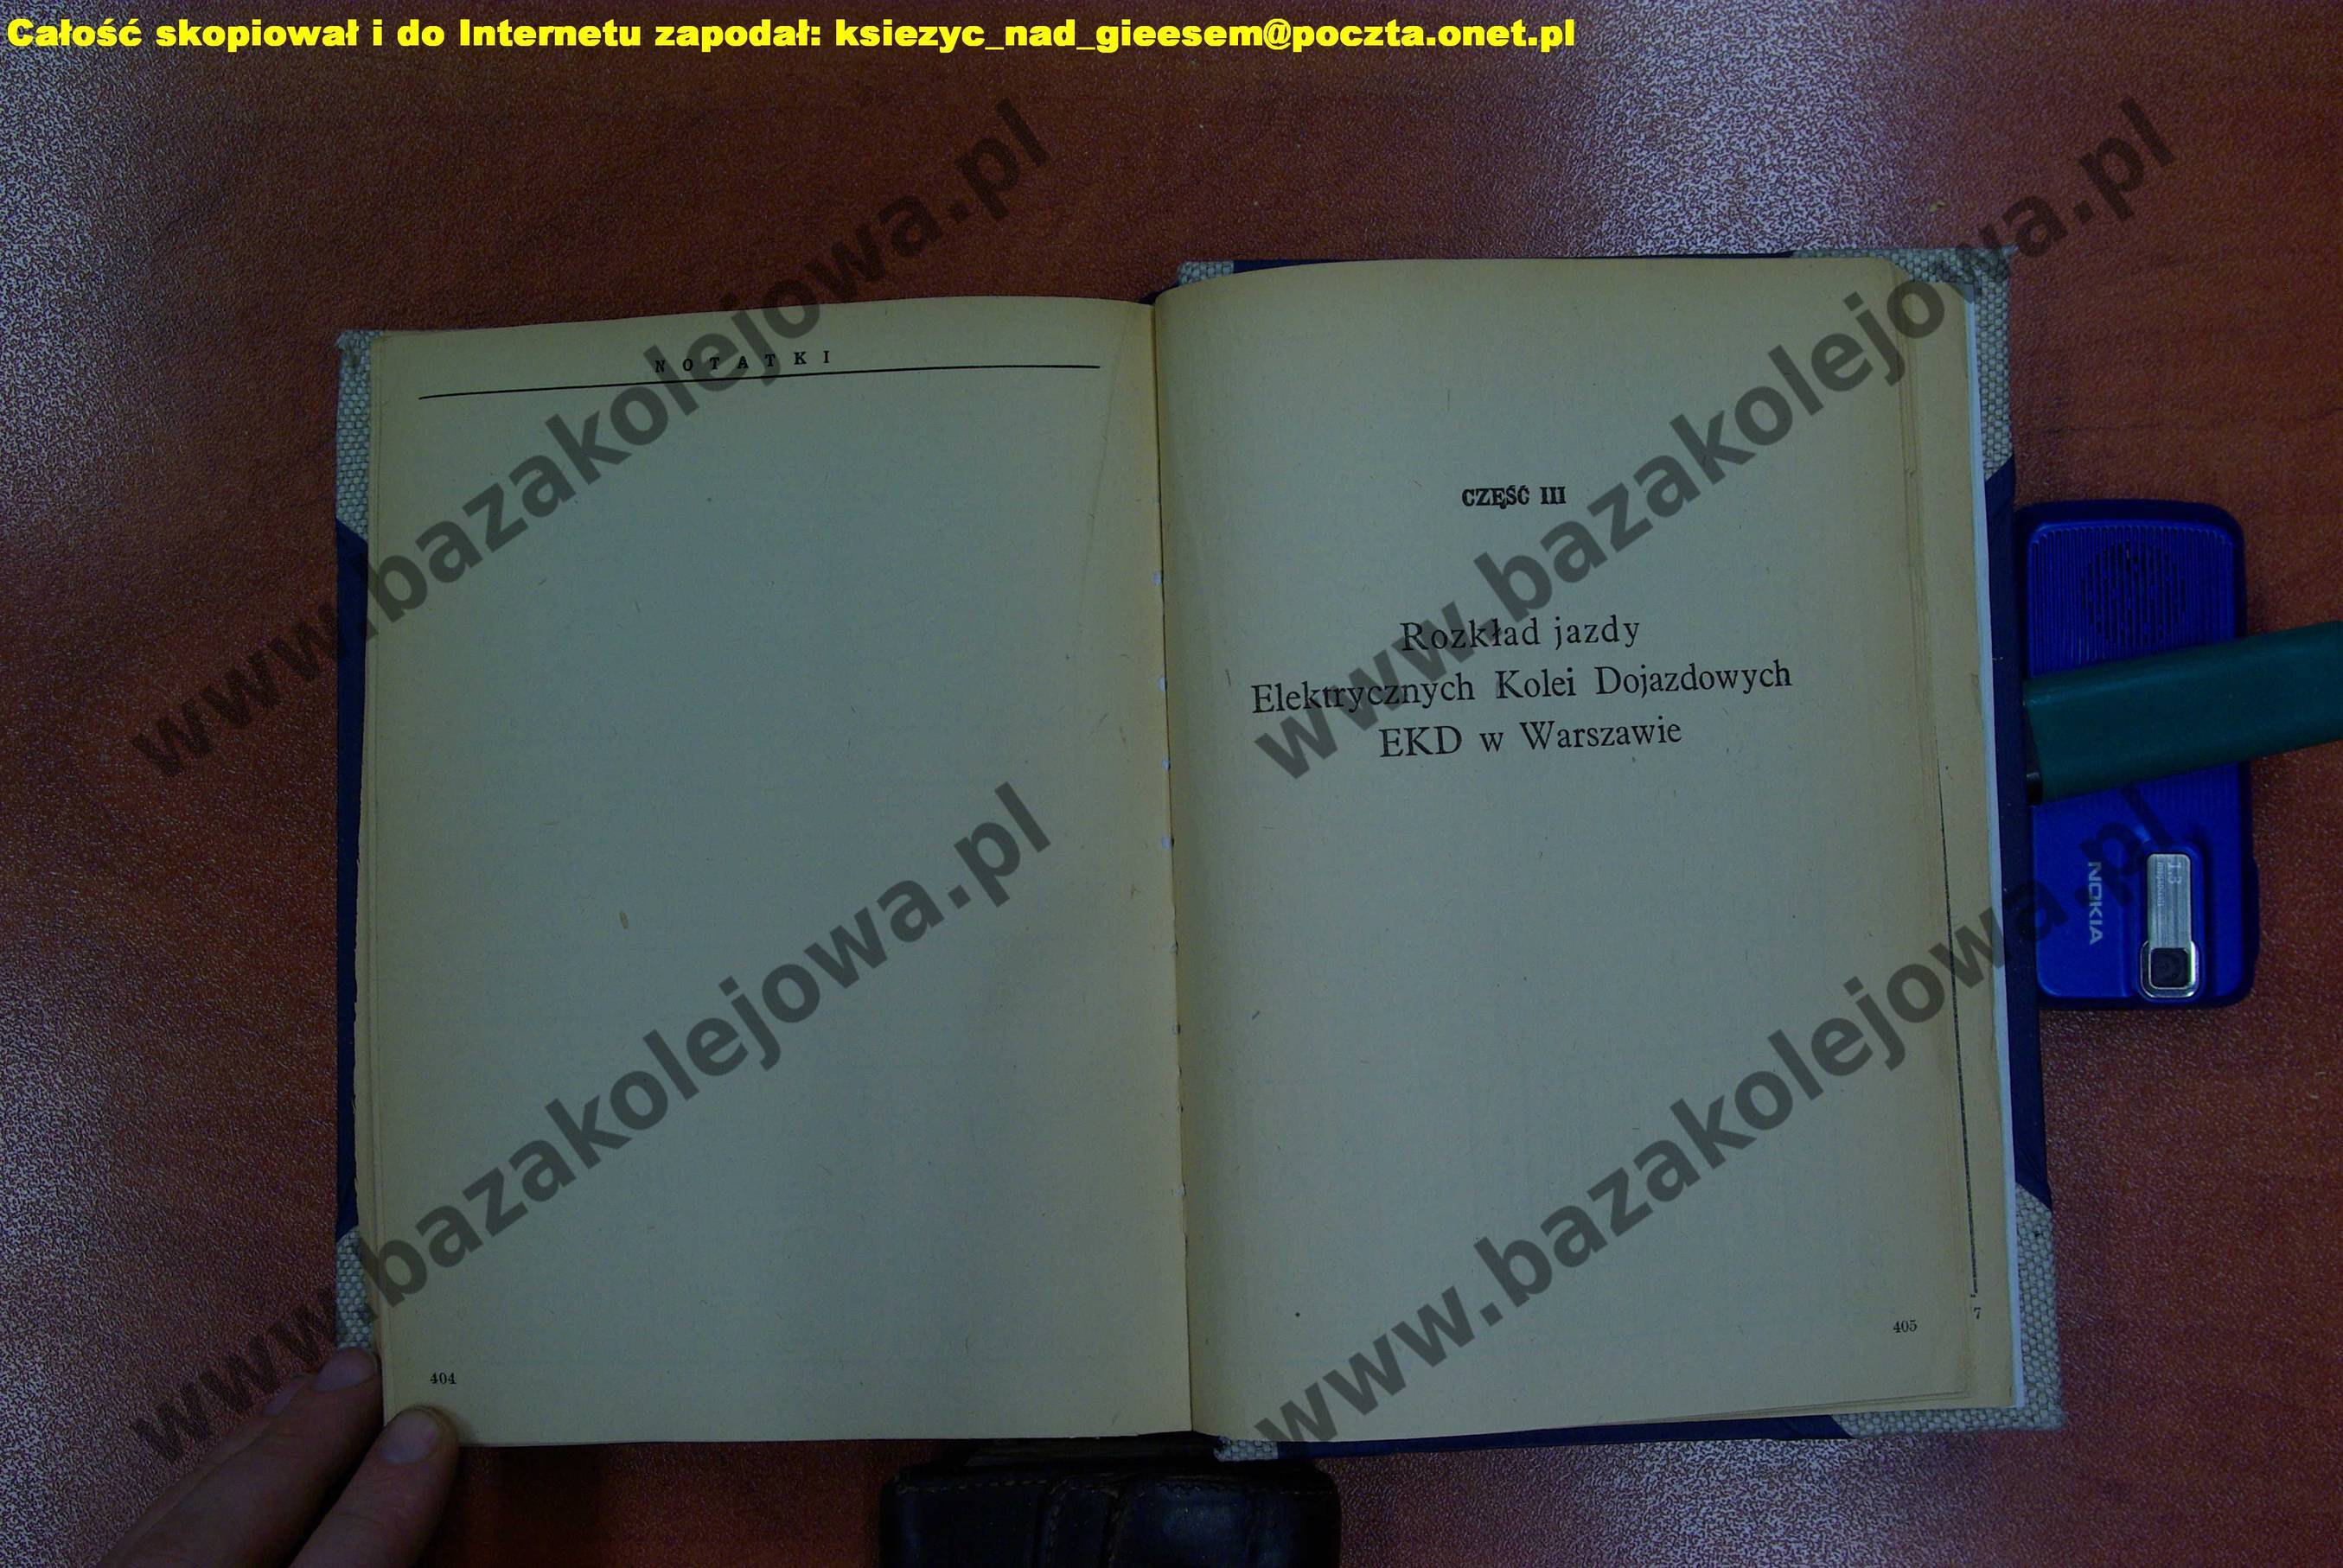 Całość skopiował i do Internetu zapodał: ksiezyc_nad_gieesem@poczta.onet.pl
NOTATKI
404
CZĘŚĆ III
Rozkład jazdy
Elektrycznych Kolei Dojazdowych
EKD w Warszawie
405
7
NOKIA
www.bazakolejowa.pl
www.bazakolejowa.pl
www.bazakolejowa.pl
www.bazakolejowa.pl